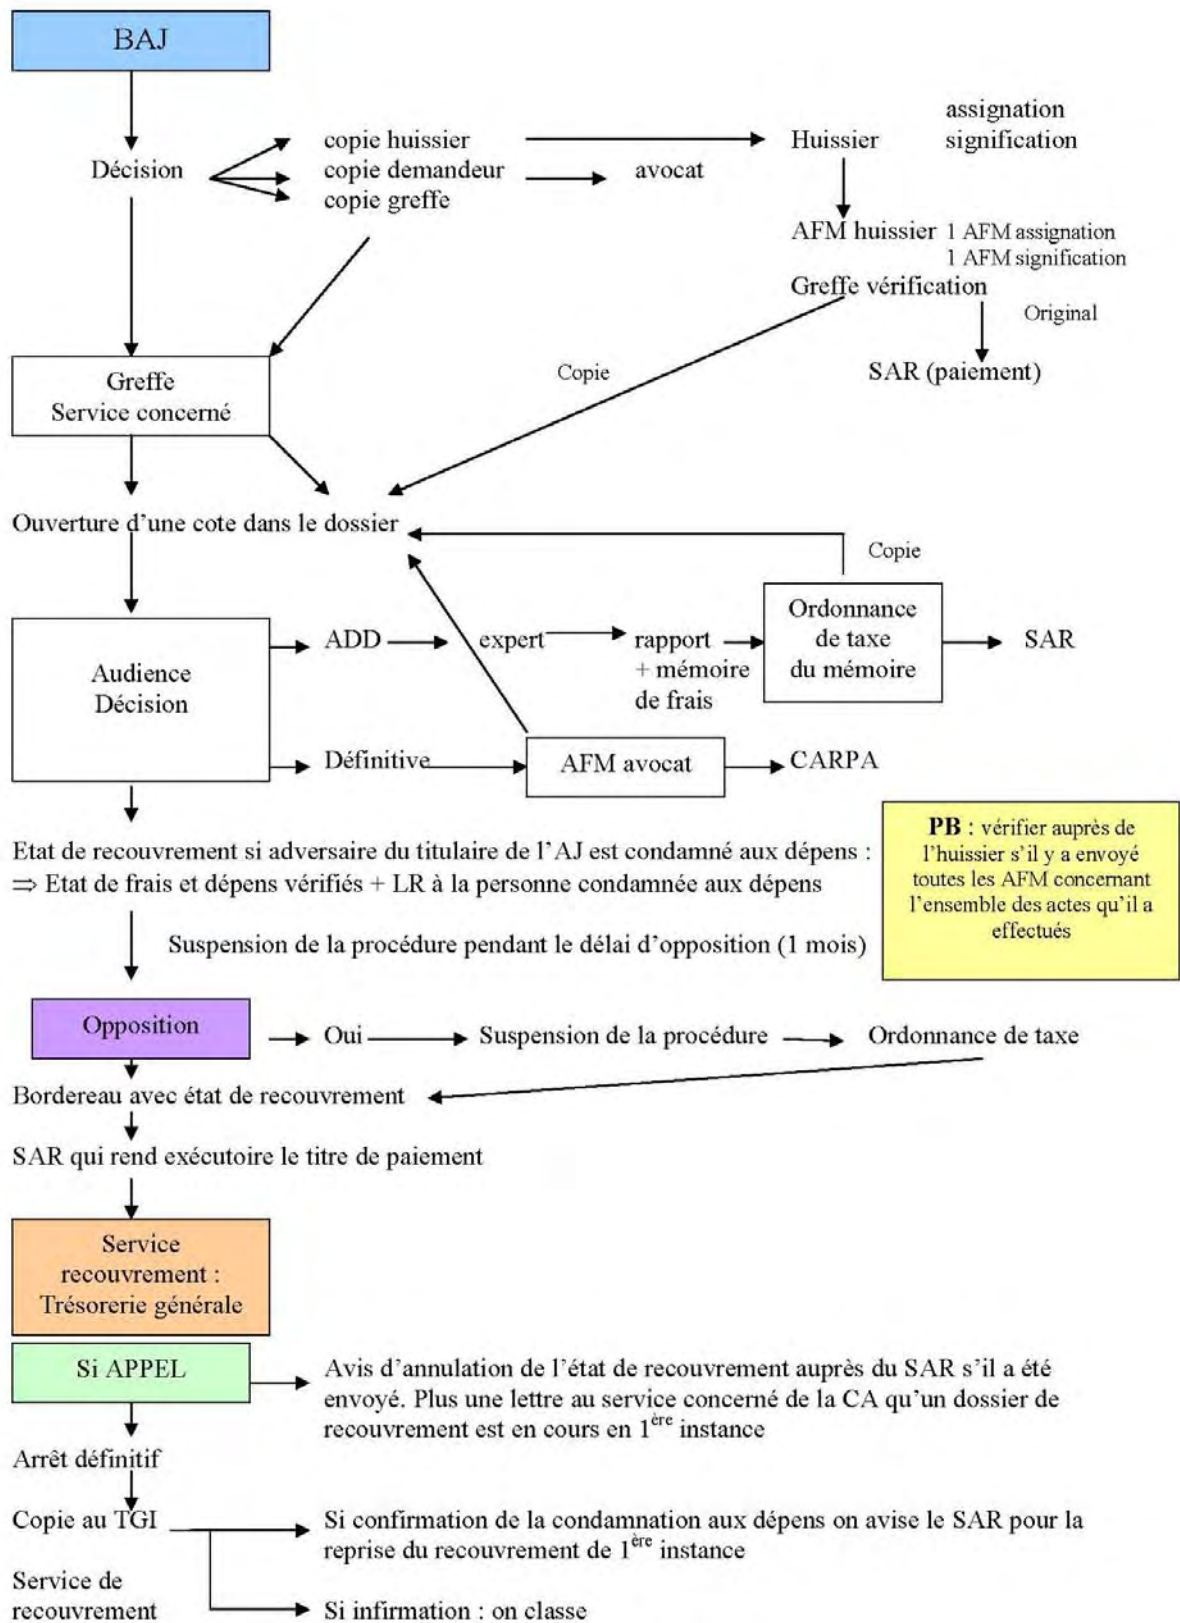 BAJ
assignation
signification
Décision
copie huissier
copie demandeur
copie greffe
avocat
Huissier
AFM huissier 1 AFM assignation
1 AFM signification
Greffe vérification
Original
SAR (paiement)
Copie
Greffe
Service concerné
Ouverture d’une cote dans le dossier
Copie
Audience
Décision
ADD
expert
rapport
+ mémoire
de frais
Ordonnance
de taxe
du mémoire
SAR
Définitive
AFM avocat
CARPA
Etat de recouvrement si adversaire du titulaire de l’AJ est condamné aux dépens :
⇒ Etat de frais et dépens vérifiés + LR à la personne condamnée aux dépens
PB : vérifier auprès de
l’huissier s’il y a envoyé
toutes les AFM concernant
l’ensemble des actes qu’il a
effectués
Suspension de la procédure pendant le délai d’opposition (1 mois)
Opposition
Oui
Suspension de la procédure
Ordonnance de taxe
Bordereau avec état de recouvrement
SAR qui rend exécutoire le titre de paiement
Service
recouvrement :
Trésorerie générale
Si APPEL
Avis d’annulation de l’état de recouvrement auprès du SAR s’il a été
envoyé. Plus une lettre au service concerné de la CA qu’un dossier de
recouvrement est en cours en 1ère instance
Arrêt définitif
Copie au TGI
Si confirmation de la condamnation aux dépens on avise le SAR pour la
reprise du recouvrement de 1ère instance
Service de
recouvrement
Si infirmation : on classe